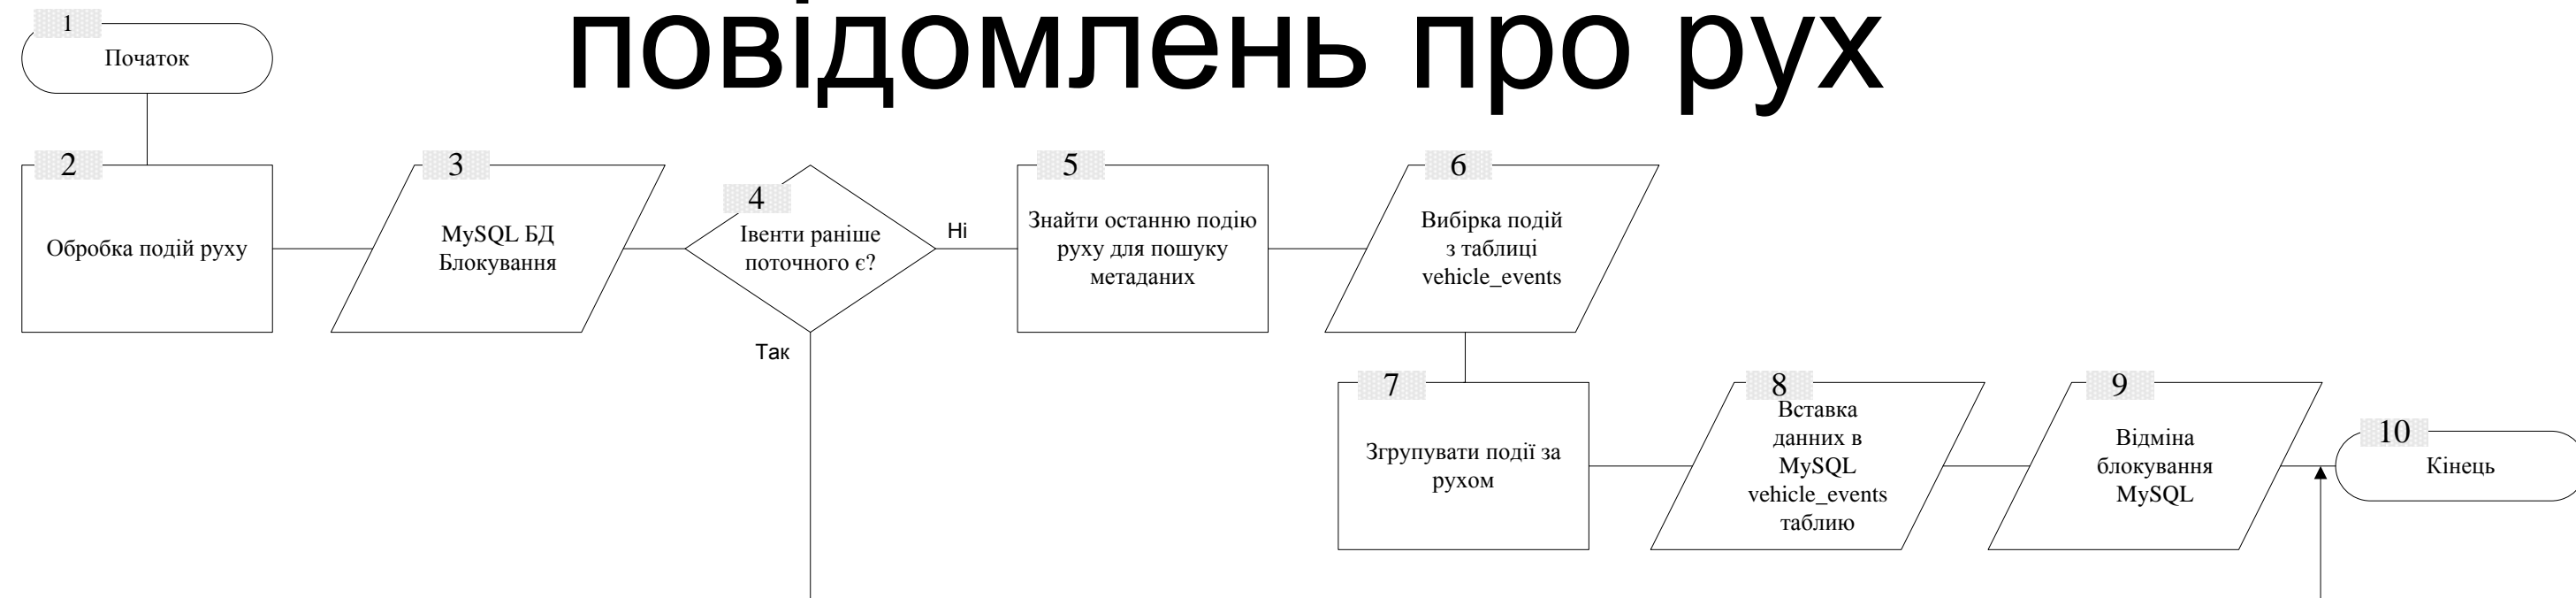 повідомлень про рух
1
Початок
2
Обробка подій руху
3
MySQL БД
Блокування
4
Івенти раніше
поточного є?
Ні
Так
5
Знайти останню подію
руху для пошуку
метаданих
6
Вибірка подій
з таблиці
vehicle_events
7
Згрупувати події за
рухом
8
Вставка
данних в
MySQL
vehicle_events
таблию
9
Відміна
блокування
MySQL
10
Кінець